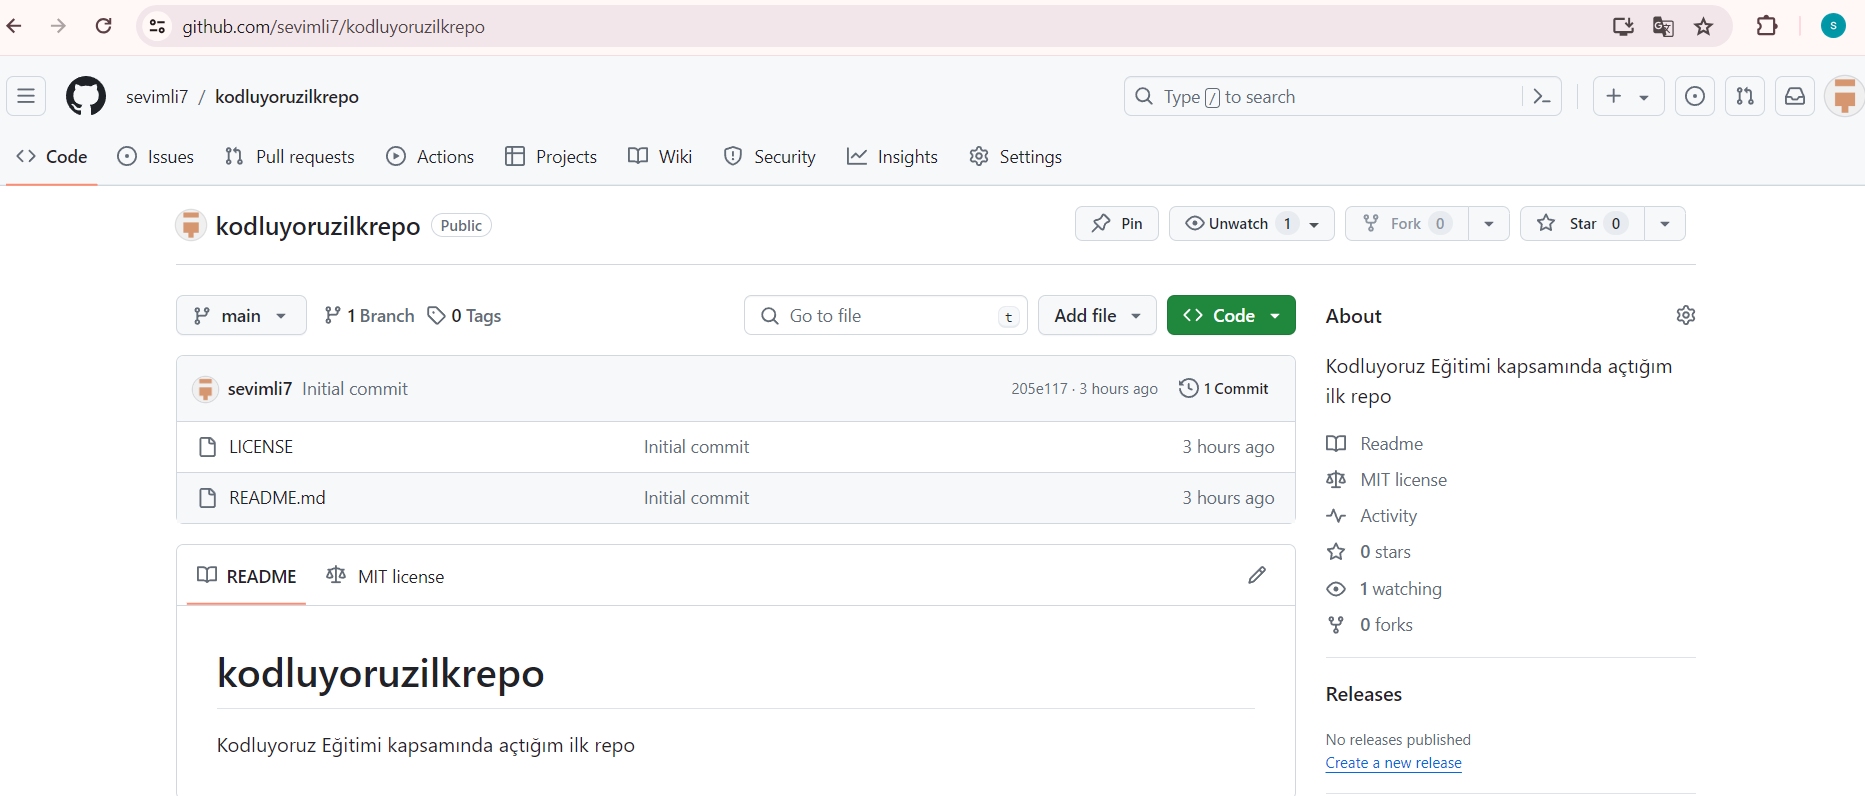 github.com/sevimli7/kodluyoruzilkrepo
S
sevimli7 / kodluyoruzilkrepo
Type / to search
Code Issues Pull requests Actions Projects Wiki Security Insights Settings
kodluyoruzilkrepo Public
Pin Unwatch 1 Fork 0 Star 0
main 1 Branch 0 Tags Go to file t Add file Code
sevimli7 Initial commit 205e117 · 3 hours ago 1 Commit
LICENSE Initial commit 3 hours ago
README.md Initial commit 3 hours ago
README MIT license
kodluyoruzilkrepo
Kodluyoruz Eğitimi kapsamında açtığım ilk repo
About
Kodluyoruz Eğitimi kapsamında açtığım
ilk repo
Readme
MIT license
Activity
0 stars
1 watching
0 forks
Releases
No releases published
Create a new release